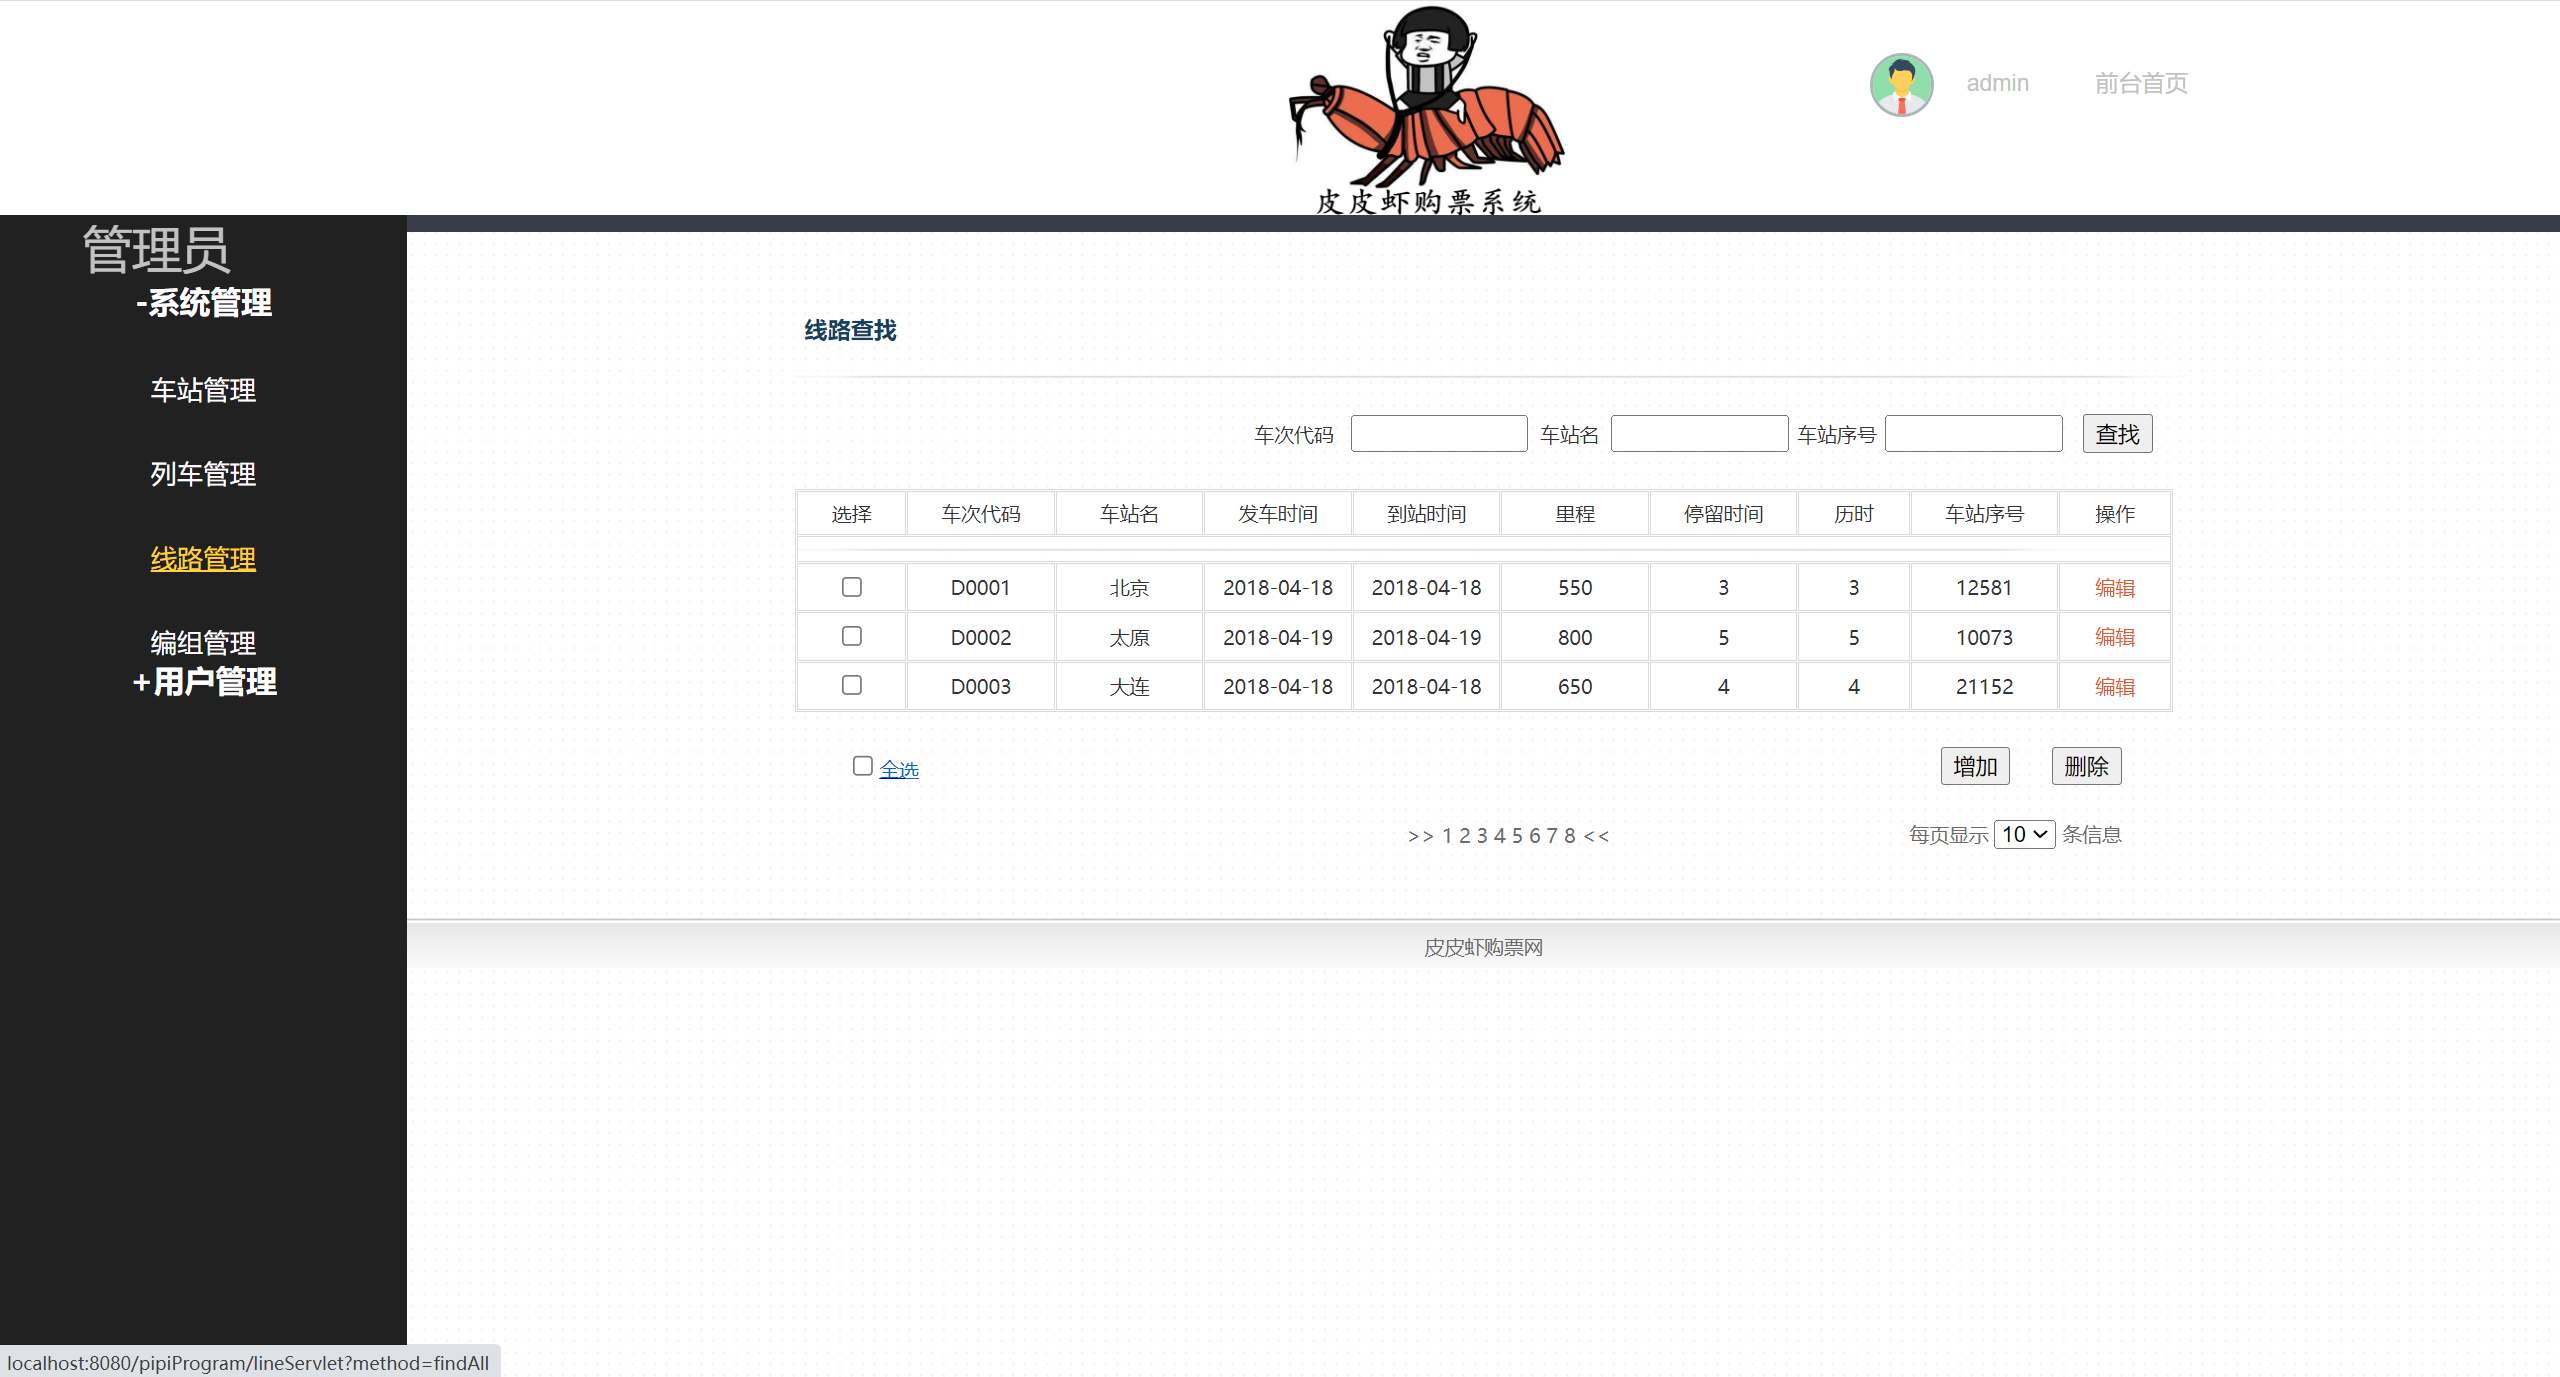 皮皮虾购票系统
admin 前台首页
管理员
-系统管理
车站管理
列车管理
线路管理
编组管理
+用户管理
线路查找
车次代码 车站名 车站序号 查找
选择 车次代码 车站名 发车时间 到站时间 里程 停留时间 历时 车站序号 操作
D0001 北京 2018-04-18 2018-04-18 550 3 3 12581 编辑
D0002 太原 2018-04-19 2018-04-19 800 5 5 10073 编辑
D0003 大连 2018-04-18 2018-04-18 650 4 4 21152 编辑
全选 增加 删除
>> 1 2 3 4 5 6 7 8 << 每页显示 10 条信息
皮皮虾购票网
localhost:8080/pipiProgram/lineServlet?method=findAll